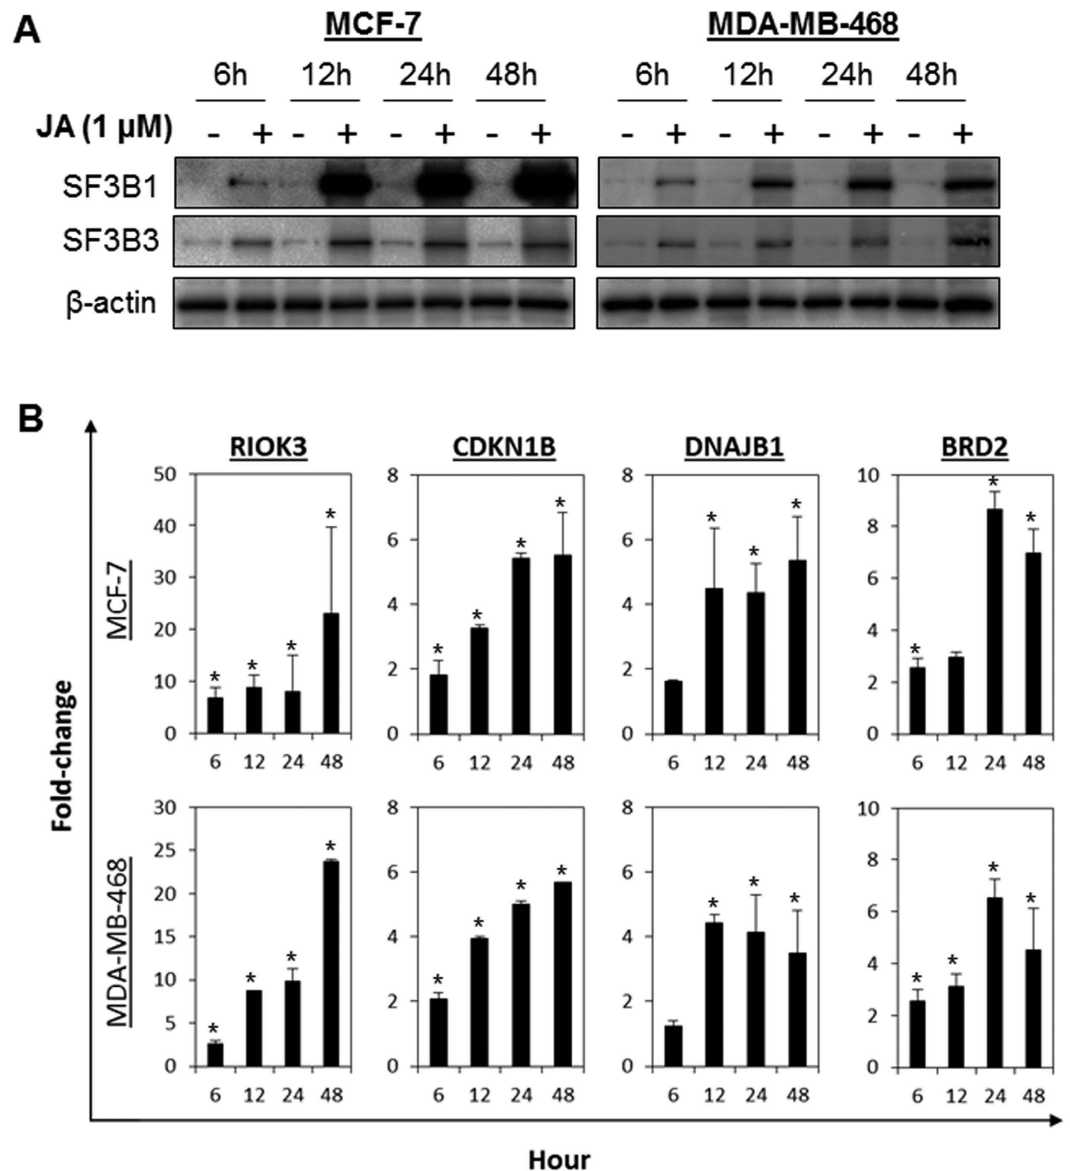 A
MCF-7 MDA-MB-468
6h 12h 24h 48h 6h 12h 24h 48h
JA (1 µM) - + - + - + - + - + - + - + - +
SF3B1
SF3B3
β-actin
B
RIOK3 CDKN1B DNAJB1 BRD2
MCF-7
50 40 30 20 10 0
* * * *
6 12 24 48
8 6 4 2 0
* * * *
6 12 24 48
8 6 4 2 0
* * *
6 12 24 48
10 8 6 4 2 0
* * *
6 12 24 48
Fold-change
MDA-MB-468
30 25 20 15 10 5 0
* * * *
6 12 24 48
8 6 4 2 0
* * * *
6 12 24 48
8 6 4 2 0
* * *
6 12 24 48
10 8 6 4 2 0
* * * *
6 12 24 48
Hour